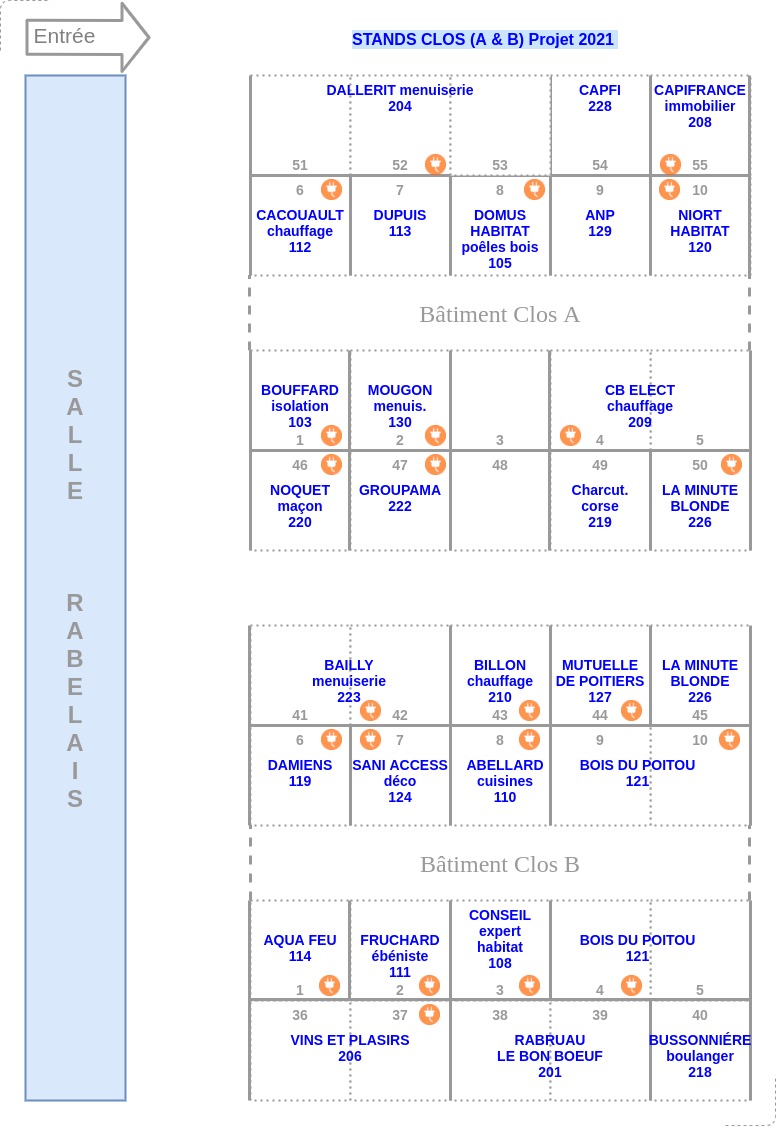 Entrée
STANDS CLOS (A & B) Projet 2021
DALLERIT menuiserie
204
CAPFI
228
CAPIFRANCE
immobilier
208
51 52 53 54 55
6 7 8 9 10
CACOUAULT
chauffage
112
DUPUIS
113
DOMUS
HABITAT
poêles bois
105
ANP
129
NIORT
HABITAT
120
Bâtiment Clos A
BOUFFARD
isolation
103
MOUGON
menuis.
130
CB ELECT
chauffage
209
1 2 3 4 5
46 47 48 49 50
NOQUET
maçon
220
GROUPAMA
222
Charcut.
corse
219
LA MINUTE
BLONDE
226
BAILLY
menuiserie
223
BILLON
chauffage
210
MUTUELLE
DE POITIERS
127
LA MINUTE
BLONDE
226
41 42 43 44 45
6 7 8 9 10
DAMIENS
119
SANI ACCESS
déco
124
ABELLARD
cuisines
110
BOIS DU POITOU
121
Bâtiment Clos B
AQUA FEU
114
FRUCHARD
ébéniste
111
CONSEIL
expert
habitat
108
BOIS DU POITOU
121
1 2 3 4 5
36 37 38 39 40
VINS ET PLASIRS
206
RABRUAU
LE BON BOEUF
201
BUSSONNIÉRE
boulanger
218
S
A
L
L
E
R
A
B
E
L
A
I
S